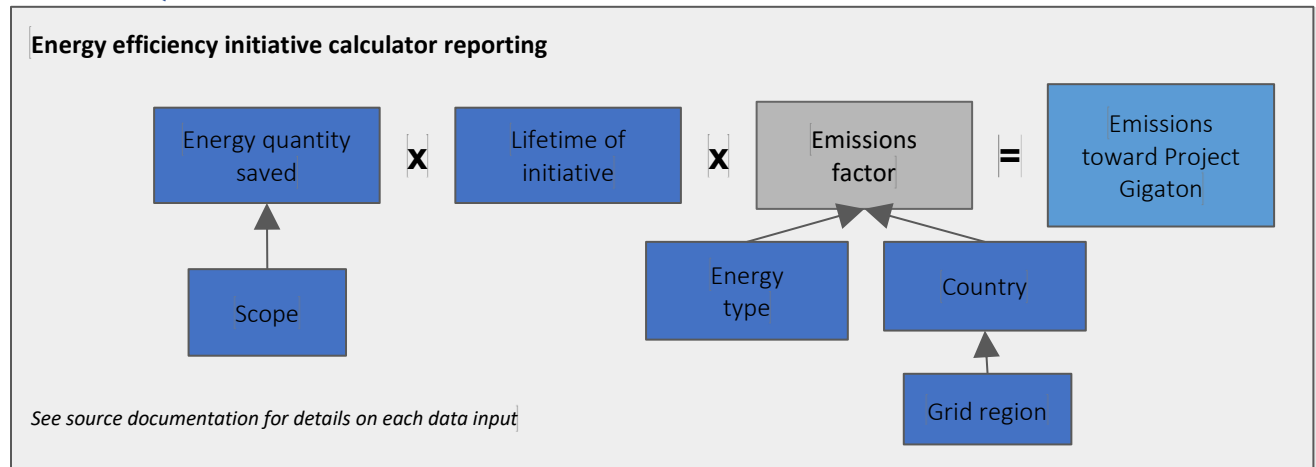 Energy efficiency initiative calculator reporting
Energy quantity
saved
x
Lifetime of
initiative
x
Emissions
factor
=
Emissions
toward Project
Gigaton
Scope
Energy
type
Country
Grid region
See source documentation for details on each data input